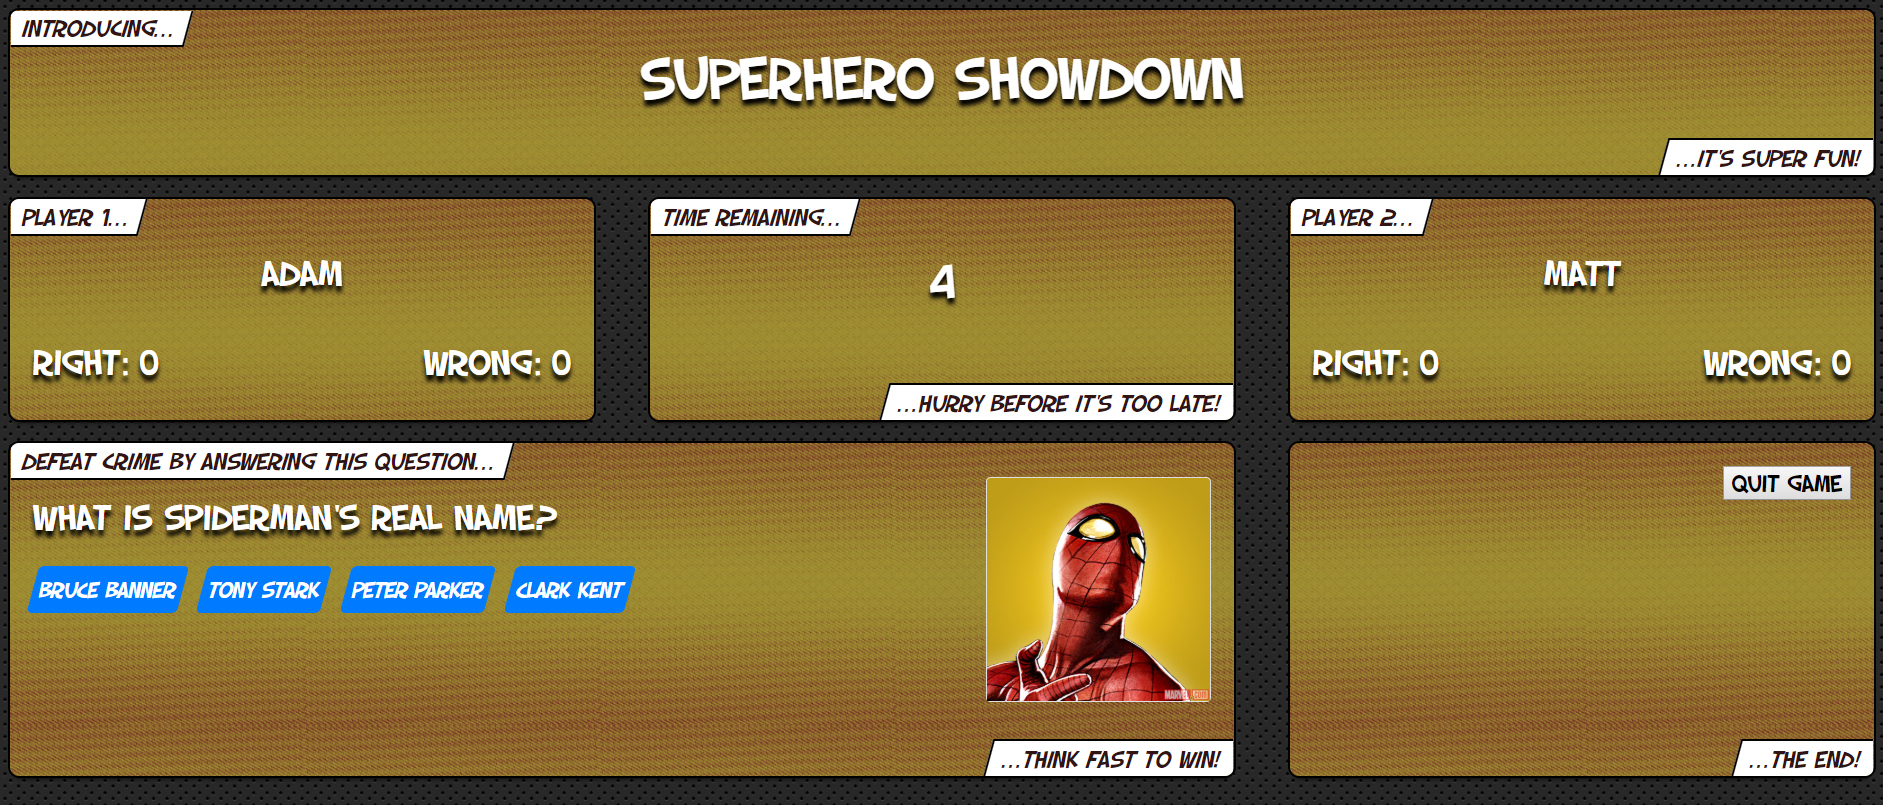 INTRODUCING...
SUPERHERO SHOWDOWN
...IT'S SUPER FUN!
PLAYER 1...
ADAM
RIGHT: 0 WRONG: 0
TIME REMAINING...
4
...HURRY BEFORE IT'S TOO LATE!
PLAYER 2...
MATT
RIGHT: 0 WRONG: 0
DEFEAT CRIME BY ANSWERING THIS QUESTION...
WHAT IS SPIDERMAN'S REAL NAME?
BRUCE BANNER TONY STARK PETER PARKER CLARK KENT
MARVEL.COM
...THINK FAST TO WIN!
QUIT GAME
...THE END!